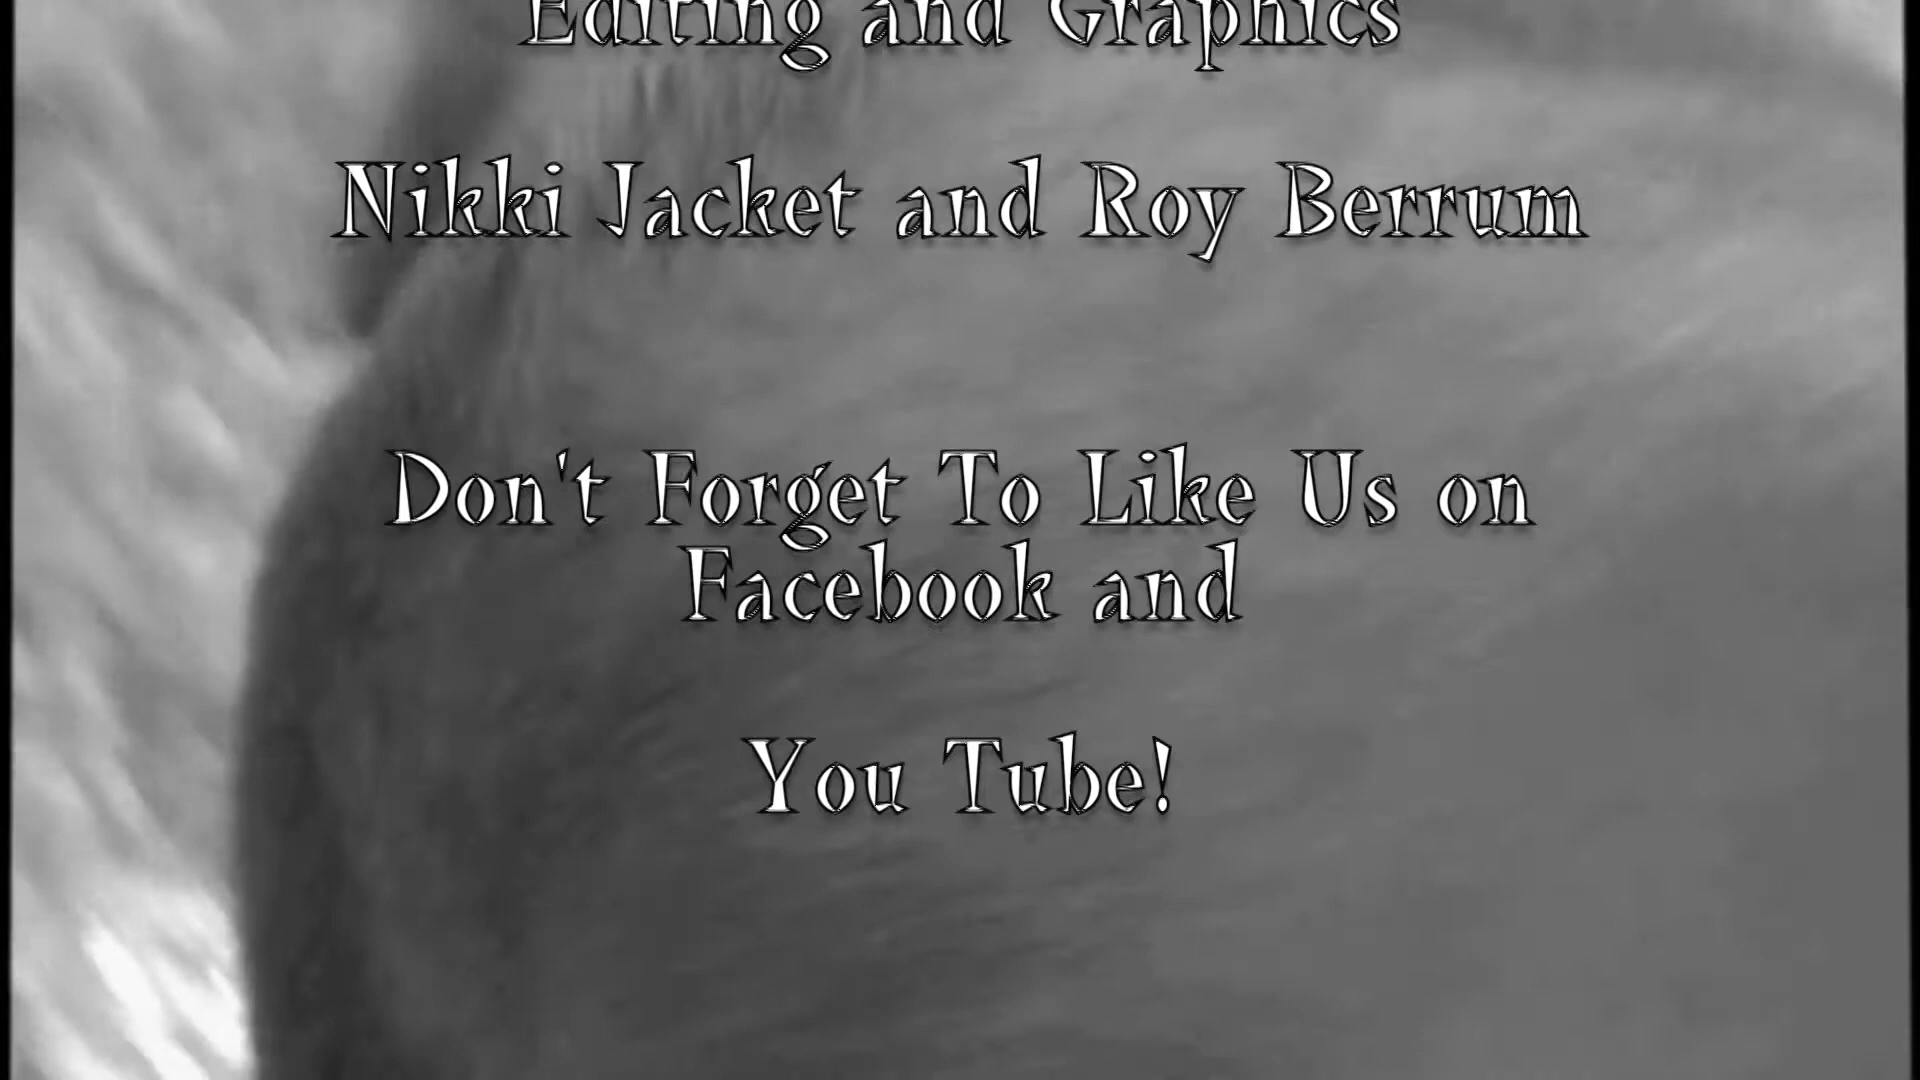 Editing and Graphics
Nikki Jacket and Roy Berrum
Don't Forget To Like Us on
Facebook and
You Tube!